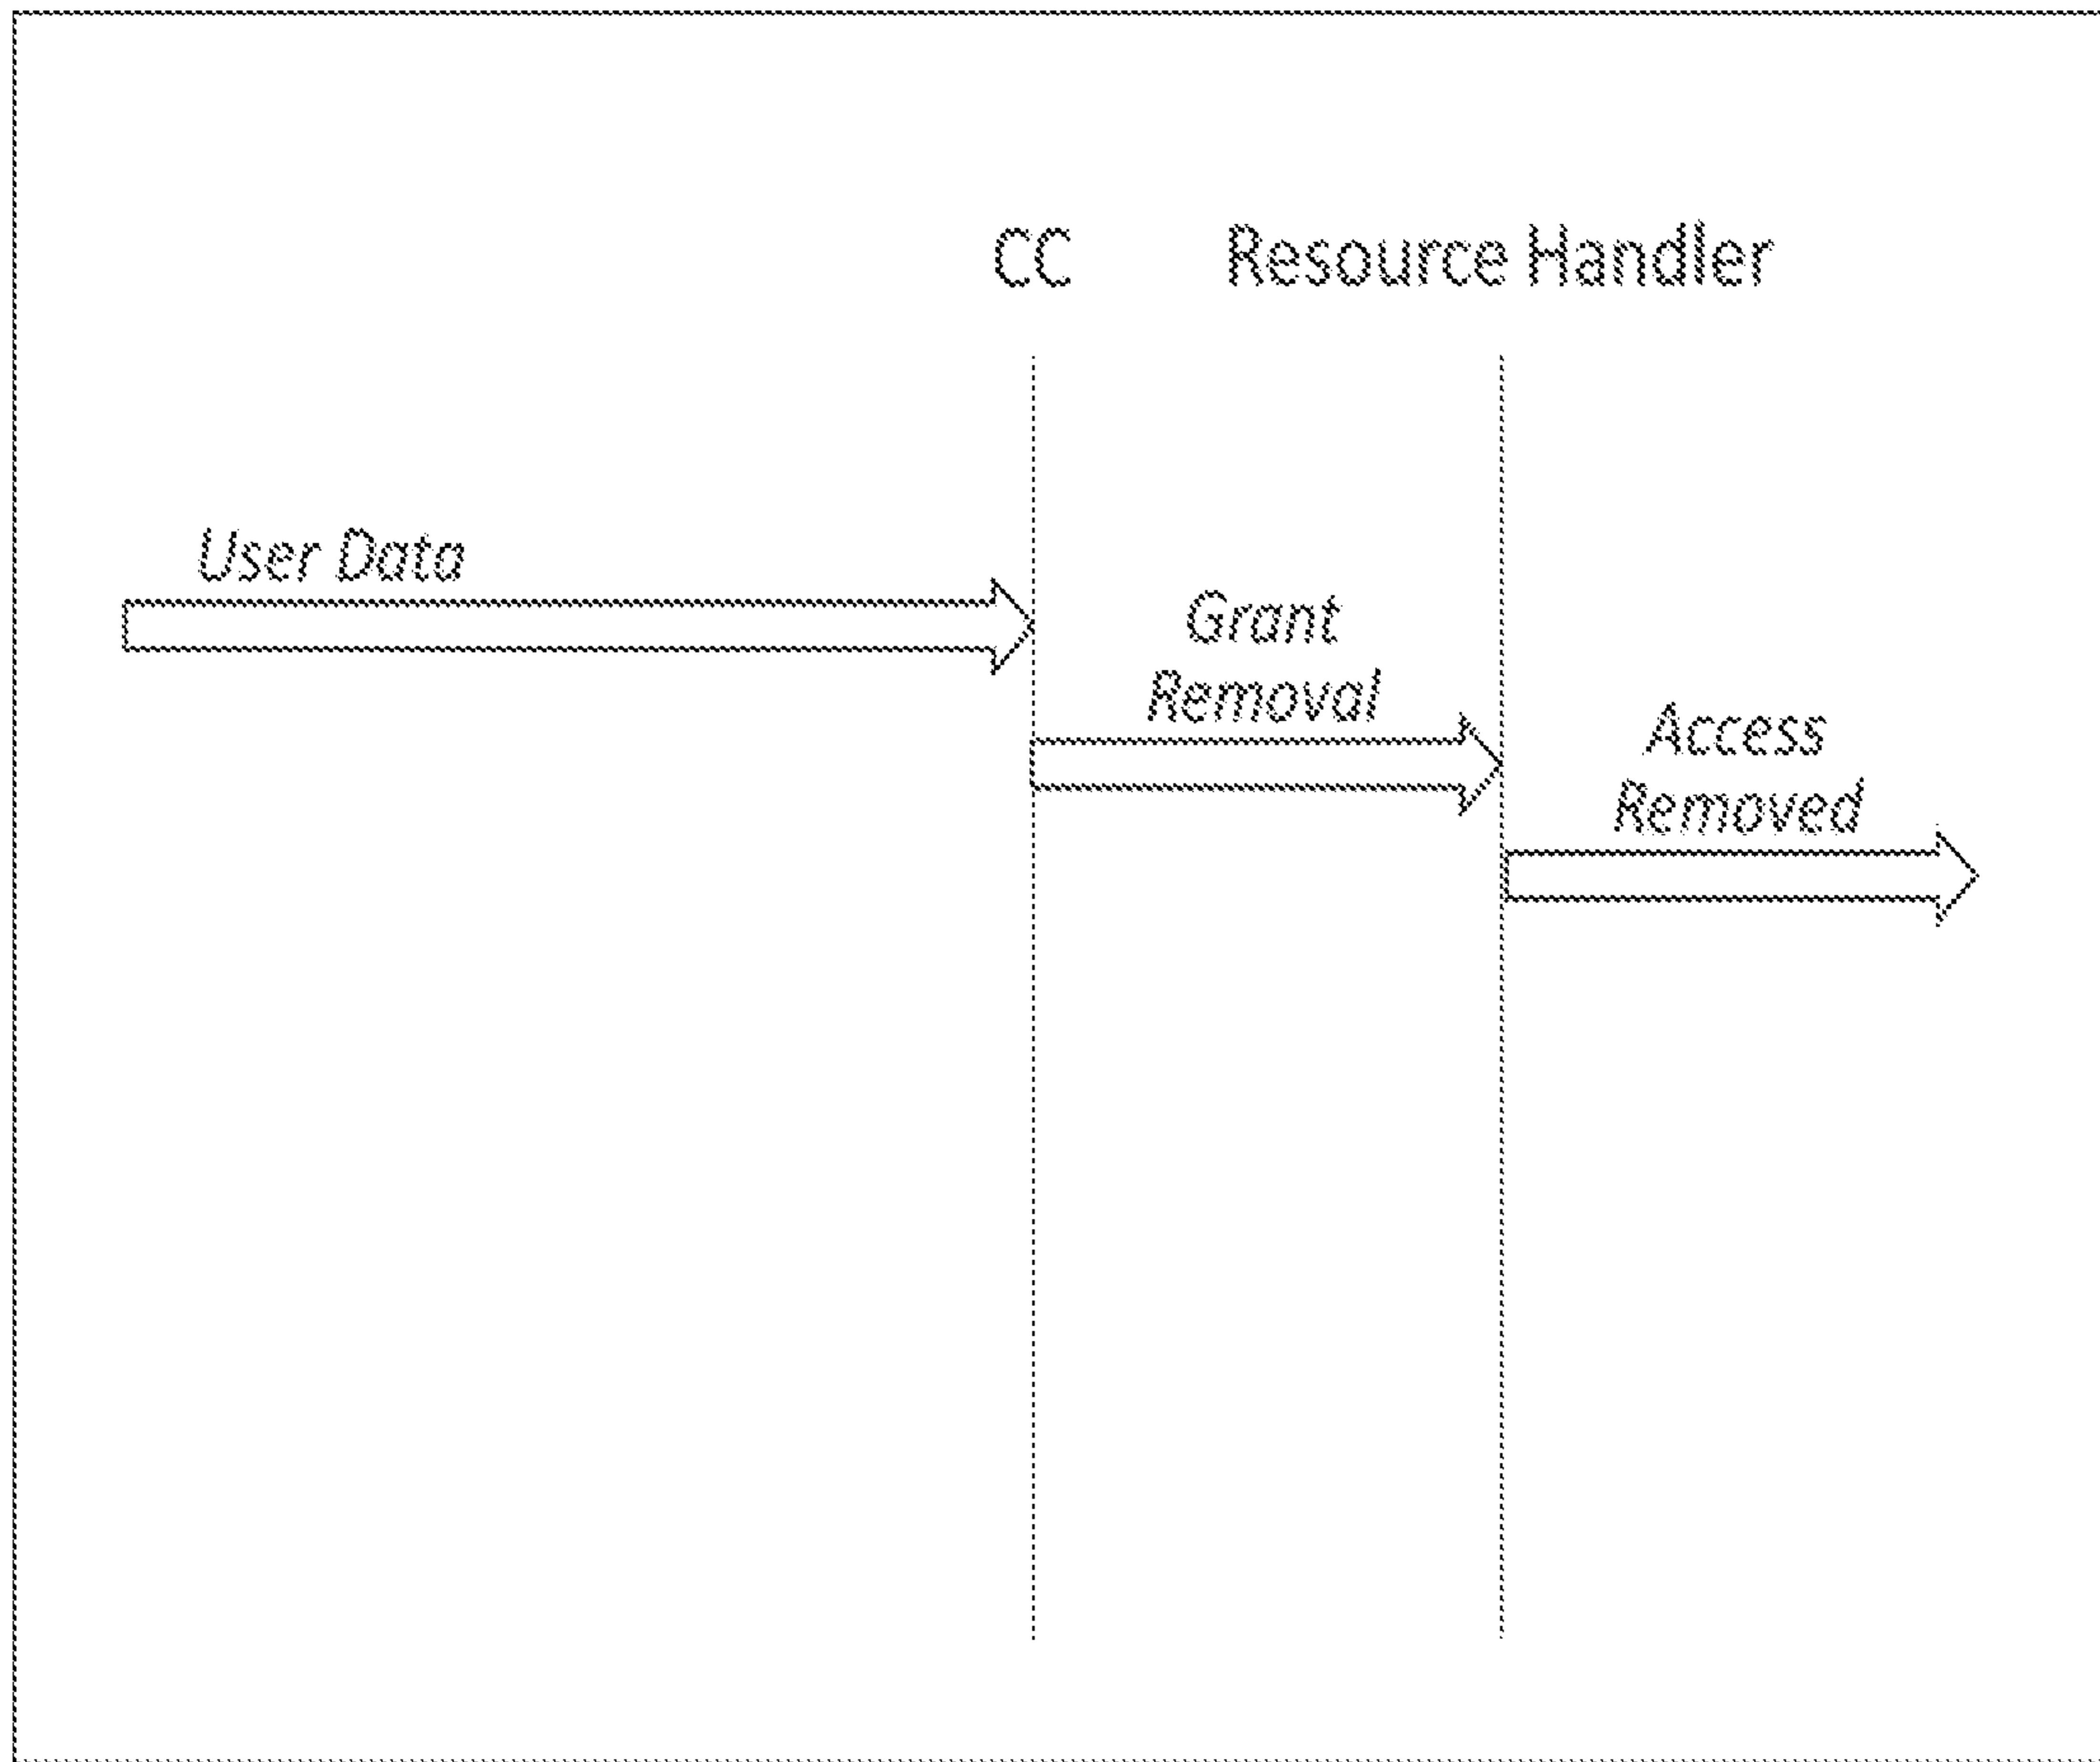 CC Resource Handler
User Data
Grant
Removal
Access
Removed